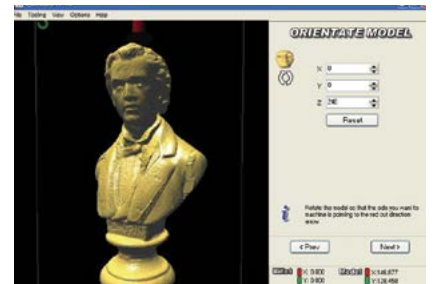 File Tooling View Options Help
ORIENTATE MODEL
X 0
Y 0
Z 240
Reset
Rotate the model so that the side you want to
machine is pointing to the red cut direction
arrow
< Prev Next >
X: 0.000 X:146.677
Y: 0.000 Y:126.458